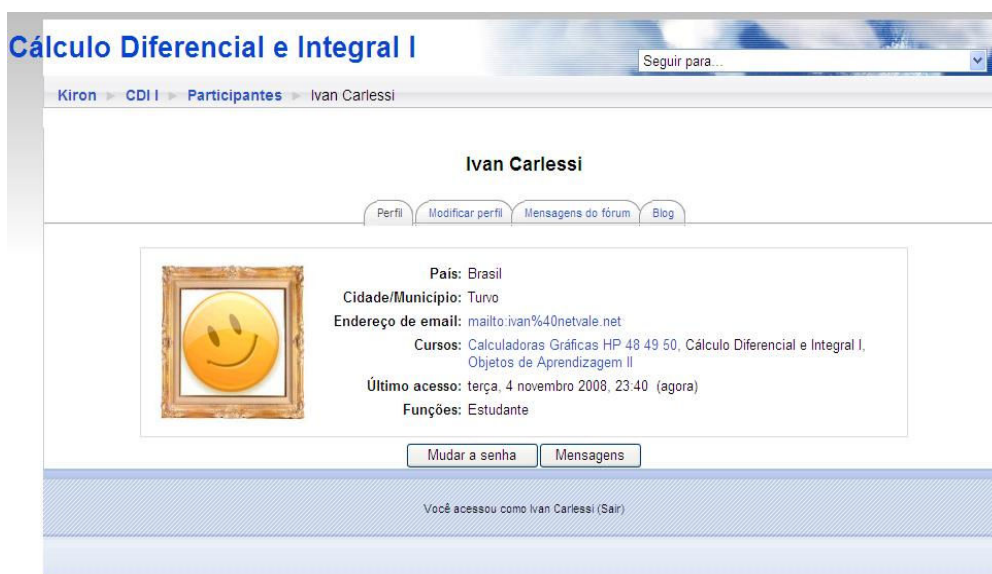 Cálculo Diferencial e Integral I
Seguir para...
Kiron ► CDI I ► Participantes ► Ivan Carlessi
Ivan Carlessi
Perfil Modificar perfil Mensagens do fórum Blog
País: Brasil
Cidade/Município: Turvo
Endereço de email: mailto:ivan%40netvale.net
Cursos: Calculadoras Gráficas HP 48 49 50, Cálculo Diferencial e Integral I,
Objetos de Aprendizagem II
Último acesso: terça, 4 novembro 2008, 23:40 (agora)
Funções: Estudante
Mudar a senha Mensagens
Você acessou como Ivan Carlessi (Sair)